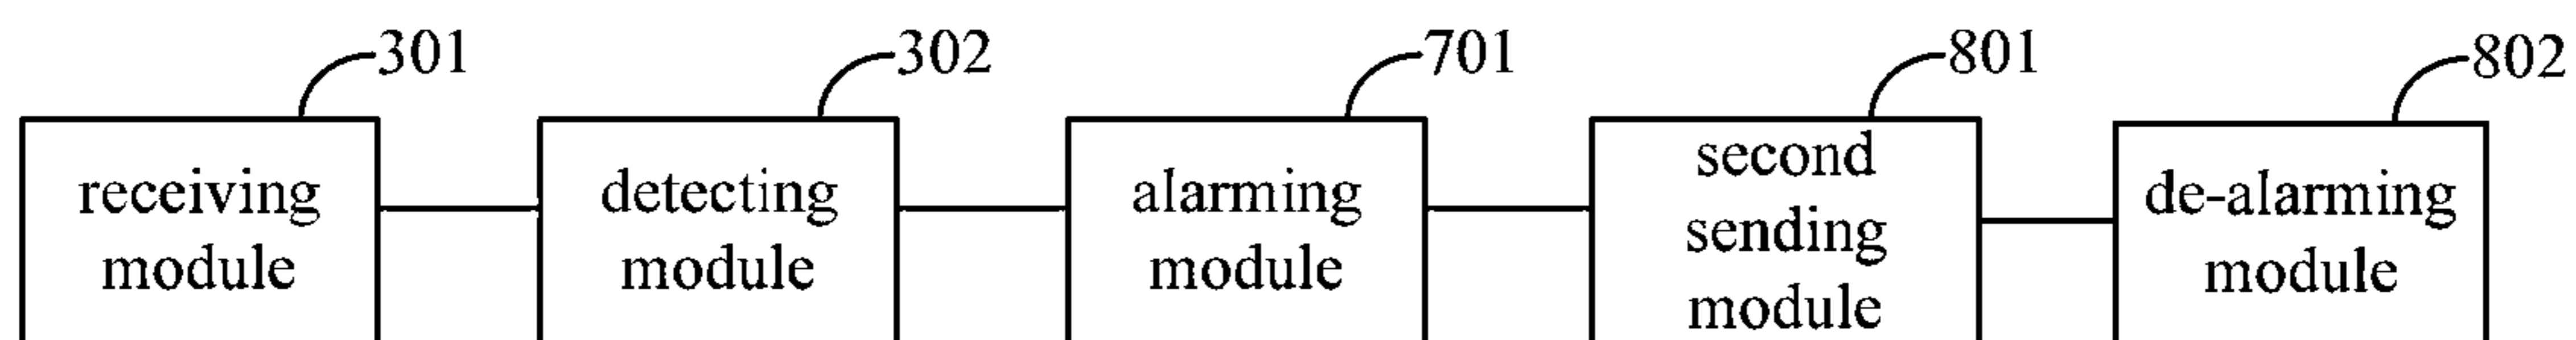 301
302
701
801
802
receiving
module
detecting
module
alarming
module
second
sending
module
de-alarming
module